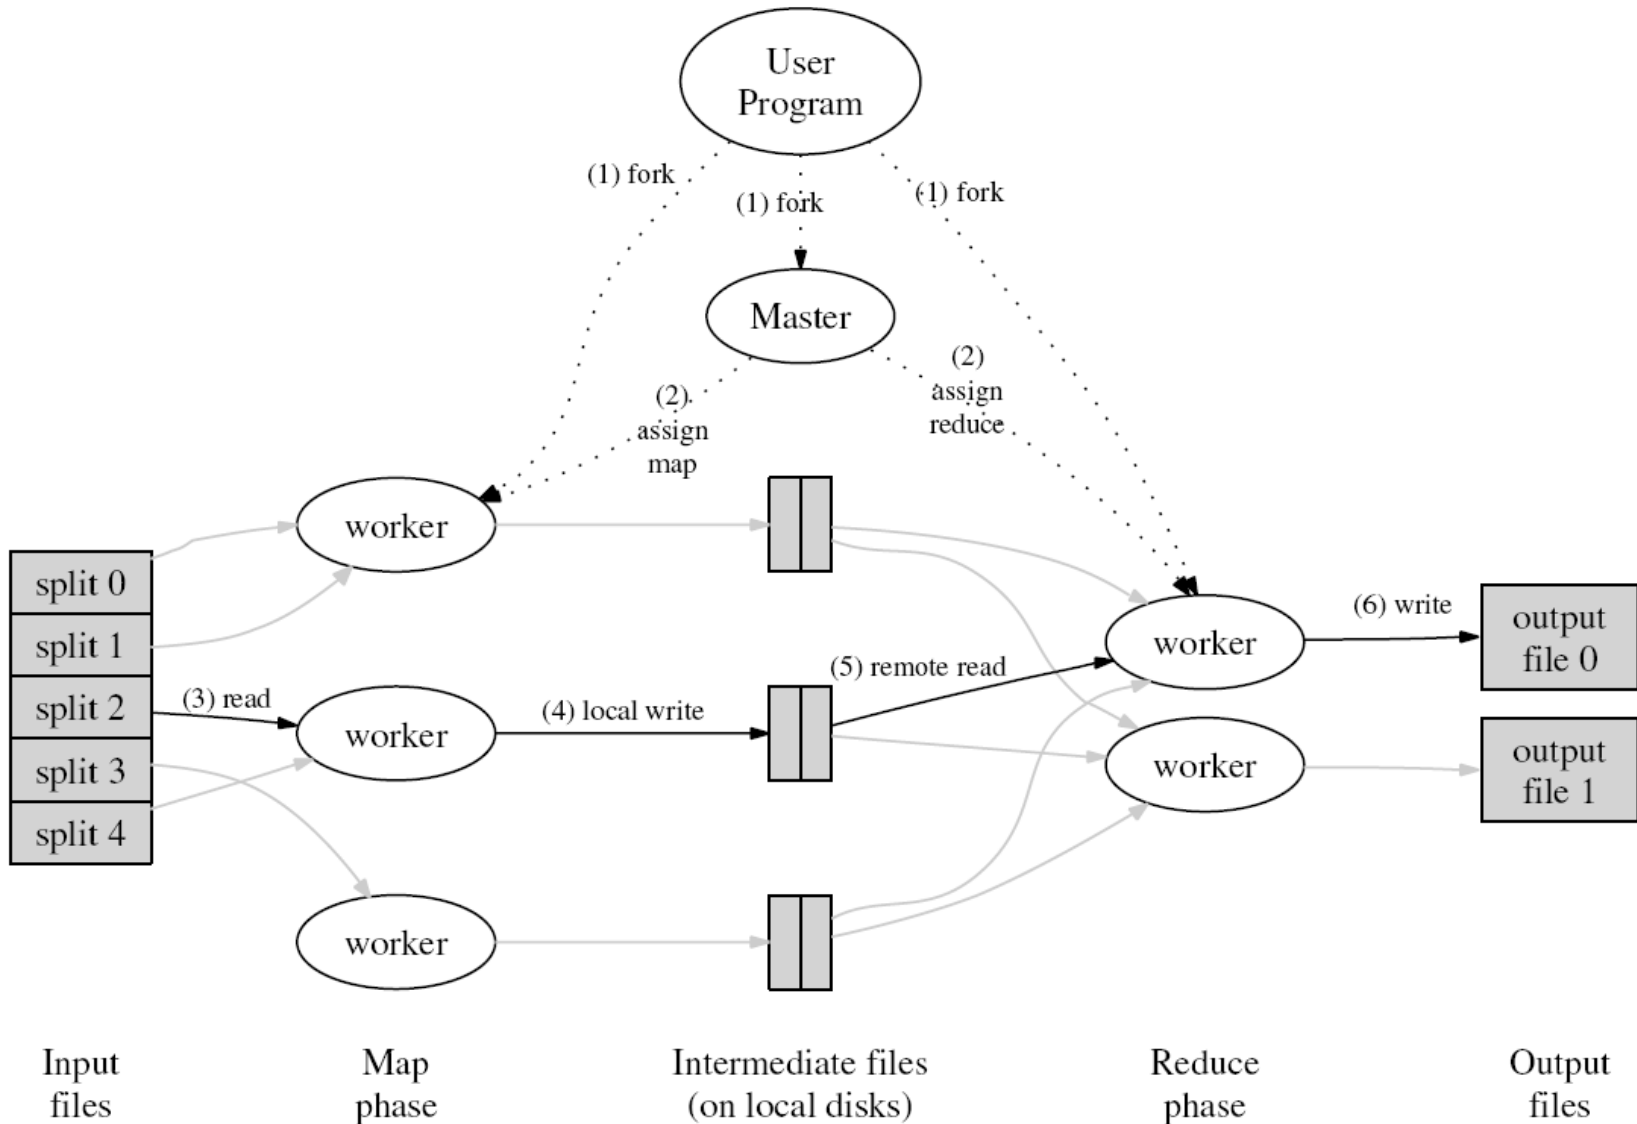 User
Program
(1) fork
(1) fork
(1) fork
Master
(2)
assign
map
(2)
assign
reduce
split 0
split 1
split 2
split 3
split 4
(3) read
worker
worker
worker
(4) local write
(5) remote read
worker
worker
(6) write
output
file 0
output
file 1
Input
files
Map
phase
Intermediate files
(on local disks)
Reduce
phase
Output
files